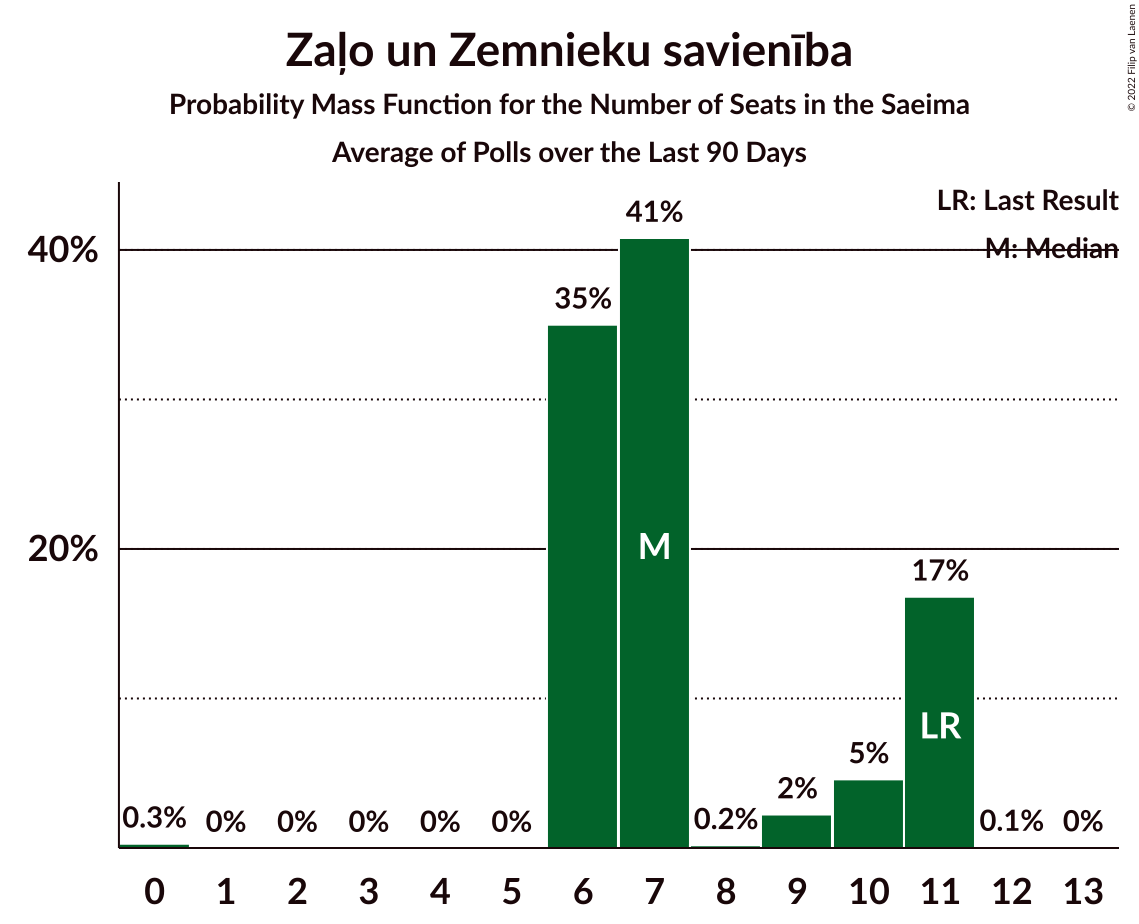 Zaļo un Zemnieku savienība
Probability Mass Function for the Number of Seats in the Saeima
Average of Polls over the Last 90 Days
© 2022 Filip van Laenen
LR: Last Result
M: Median
40%
20%
0.3%
0%
0%
0%
0%
0%
35%
41%
0.2%
2%
5%
17%
0.1%
0%
M
LR
0 1 2 3 4 5 6 7 8 9 10 11 12 13